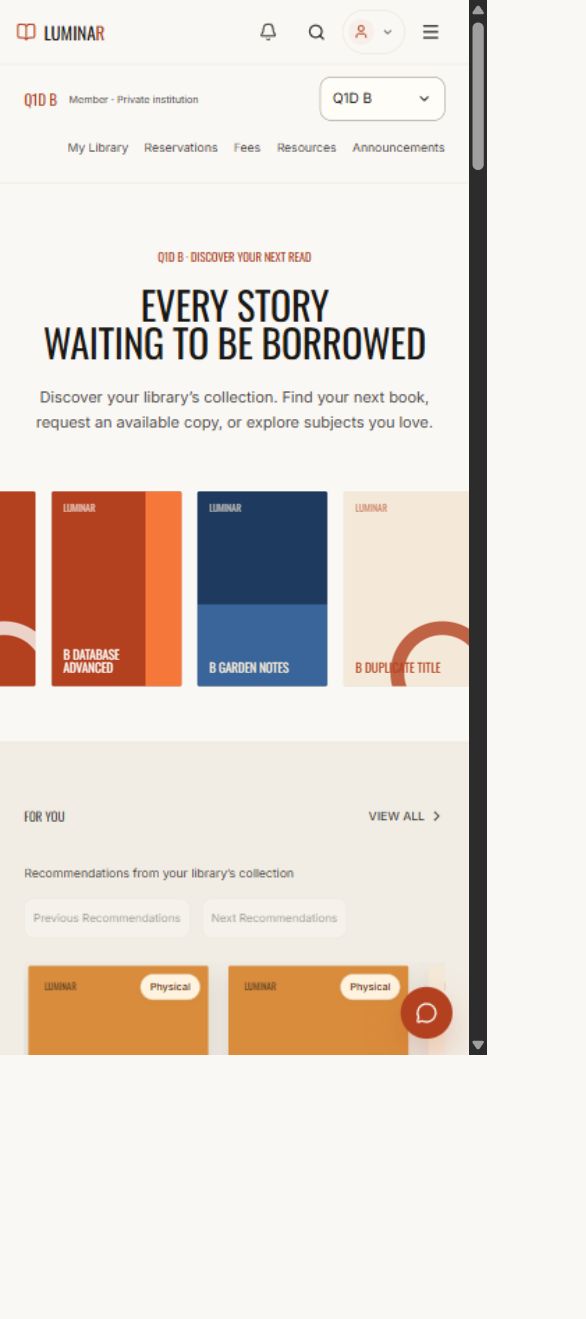 LUMINAR
Q1D B Member - Private institution Q1D B
My Library Reservations Fees Resources Announcements
Q1D B · DISCOVER YOUR NEXT READ
EVERY STORY
WAITING TO BE BORROWED
Discover your library’s collection. Find your next book,
request an available copy, or explore subjects you love.
LUMINAR LUMINAR LUMINAR
B DATABASE
ADVANCED B GARDEN NOTES B DUPLICATE TITLE
FOR YOU VIEW ALL
Recommendations from your library's collection
Previous Recommendations Next Recommendations
LUMINAR Physical LUMINAR Physical